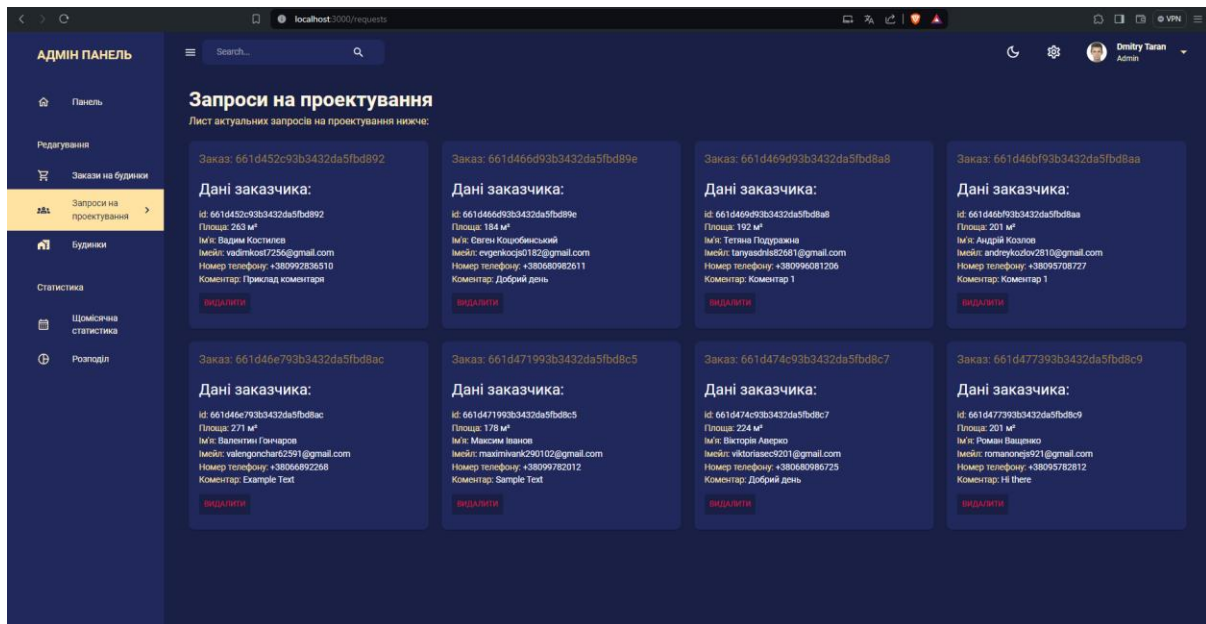 localhost:3000/requests
VPN
АДМІН ПАНЕЛЬ
Search...
Dmitry Taran
Admin
Панель
Редагування
Закази на будинки
Запроси на
проектування
Будинки
Статистика
Щомісячна
статистика
Розподіл
Запроси на проектування
Лист актуальних запросів на проектування нижче:
Заказ: 661d452c93b3432da5fbd892
Дані заказчика:
id: 661d452c93b3432da5fbd892
Площа: 263 м²
Ім'я: Вадим Костилєв
Імейл: vadimkost7256@gmail.com
Номер телефону: +380992836510
Коментар: Приклад коментаря
ВИДАЛИТИ
Заказ: 661d466d93b3432da5fbd89e
Дані заказчика:
id: 661d466d93b3432da5fbd89e
Площа: 184 м²
Ім'я: Євген Коцюбинський
Імейл: evgenkocjs0182@gmail.com
Номер телефону: +380680982611
Коментар: Добрий день
ВИДАЛИТИ
Заказ: 661d469d93b3432da5fbd8a8
Дані заказчика:
id: 661d469d93b3432da5fbd8a8
Площа: 192 м²
Ім'я: Тетяна Подуражна
Імейл: tanyasdnls82681@gmail.com
Номер телефону: +380996081206
Коментар: Коментар 1
ВИДАЛИТИ
Заказ: 661d46bf93b3432da5fbd8aa
Дані заказчика:
id: 661d46bf93b3432da5fbd8aa
Площа: 201 м²
Ім'я: Андрій Козлов
Імейл: andreykozlov2810@gmail.com
Номер телефону: +38095708727
Коментар: Коментар 1
ВИДАЛИТИ
Заказ: 661d46e793b3432da5fbd8ac
Дані заказчика:
id: 661d46e793b3432da5fbd8ac
Площа: 271 м²
Ім'я: Валентин Гончаров
Імейл: valengonchar62591@gmail.com
Номер телефону: +38066892268
Коментар: Example Text
ВИДАЛИТИ
Заказ: 661d471993b3432da5fbd8c5
Дані заказчика:
id: 661d471993b3432da5fbd8c5
Площа: 178 м²
Ім'я: Максим Іванов
Імейл: maximivank290102@gmail.com
Номер телефону: +38099782012
Коментар: Sample Text
ВИДАЛИТИ
Заказ: 661d474c93b3432da5fbd8c7
Дані заказчика:
id: 661d474c93b3432da5fbd8c7
Площа: 224 м²
Ім'я: Вікторія Аверко
Імейл: viktoriasec9201@gmail.com
Номер телефону: +380680986725
Коментар: Добрий день
ВИДАЛИТИ
Заказ: 661d477393b3432da5fbd8c9
Дані заказчика:
id: 661d477393b3432da5fbd8c9
Площа: 201 м²
Ім'я: Роман Ващенко
Імейл: romanonejs921@gmail.com
Номер телефону: +38095782812
Коментар: Hi there
ВИДАЛИТИ